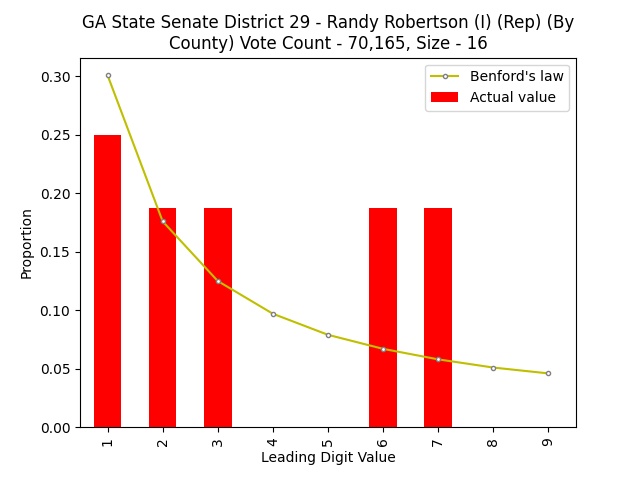 GA State Senate District 29 - Randy Robertson (I) (Rep) (By
County) Vote Count - 70,165, Size - 16
Benford's law
Actual value
0.30
0.25
0.20
0.15
0.10
0.05
0.00
Proportion
1 2 3 4 5 6 7 8 9
Leading Digit Value